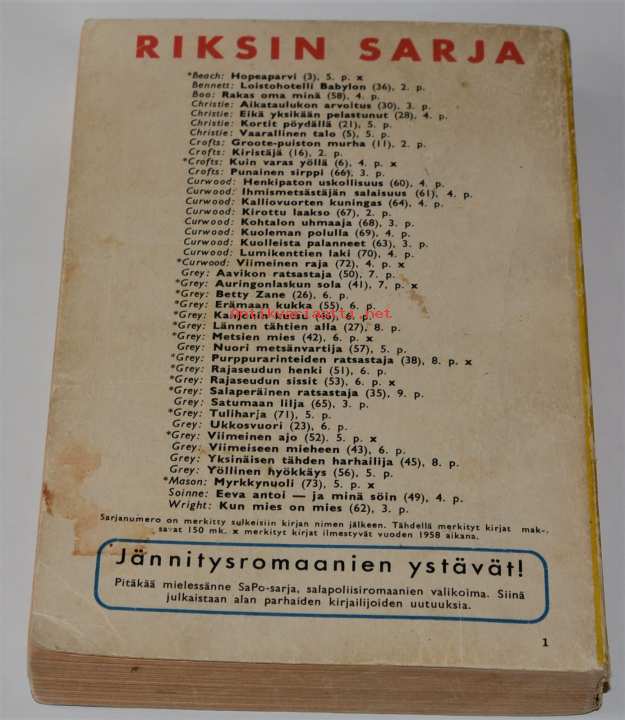 RIKSIN SARJA
*Beach: Hopeaparvi (3), 5. p. x
Bennett: Loistohotelli Babylon (36), 2. p.
Boo: Rakas oma minä (58), 4. p.
Christie: Aikataulukon arvoitus (30), 3. p.
Christie: Eikä yksikään pelastunut (28), 4. p.
Christie: Kortit pöydällä (21), 5. p.
Christie: Vaarallinen talo (5), 5. p.
Crofts: Groote-puiston murha (11), 2. p.
Crofts: Kiristäjä (16), 2. p.
*Crofts: Kuin varas yöllä (6), 4. p. x
Crofts: Punainen sirppi (66), 3. p.
Curwood: Henkipaton uskollisuus (60), 4. p.
Curwood: Ihmismetsästäjän salaisuus (61), 4. p.
Curwood: Kalliovuorten kuningas (64), 4. p.
Curwood: Kirottu laakso (67), 2. p.
Curwood: Kohtalon uhmaaja (68), 3. p.
Curwood: Kuoleman polulla (69), 4. p.
Curwood: Kuolleista palanneet (63), 3. p.
Curwood: Lumikenttien laki (70), 4. p.
*Curwood: Viimeinen raja (72), 4. p. x
Grey: Aavikon ratsastaja (50), 7. p.
*Grey: Auringonlaskun sola (41), 7. p. x
*Grey: Betty Zane (26), 6. p.
*Grey: Erämaan kukka (55), 6. p.
*Grey: Kanjonin ruusu (46), 6. p.
Antikvariaatti.net
*Grey: Lännen tähtien alla (27), 8. p.
*Grey: Metsien mies (42), 6. p. x
Grey: Nuori metsänvartija (57), 5. p.
*Grey: Purppurarinteiden ratsastaja (38), 8. p. x
*Grey: Rajaseudun henki (51), 6. p.
*Grey: Rajaseudun sissit (53), 6. p. x
*Grey: Salaperäinen ratsastaja (35), 9. p.
Grey: Satumaan lilja (65), 3. p.
*Grey: Tuliharja (71), 5. p.
Grey: Ukkosvuori (23), 6. p.
*Grey: Viimeinen ajo (52). 5. p. x
Grey: Viimeiseen mieheen (43), 6. p.
Grey: Yksinäisen tähden harhailija (45), 8. p.
Grey: Yöllinen hyökkäys (56). 5. p.
*Mason: Myrkkynuoli (73), 5. p. x
Soinne: Eeva antoi — ja minä söin (49), 4. p.
Wright: Kun mies on mies (62), 3. p.
Sarjanumero on merkitty sulkeisiin kirjan nimen jälkeen. Tähdellä merkityt kirjat mak-
savat 150 mk. x merkityt kirjat ilmestyvät vuoden 1958 aikana.
Jännitysromaanien ystävät!
Pitäkää mielessänne SaPo-sarja, salapoliisiromaanien valikoima. Siinä
julkaistaan alan parhaiden kirjailijoiden uutuuksia.
1